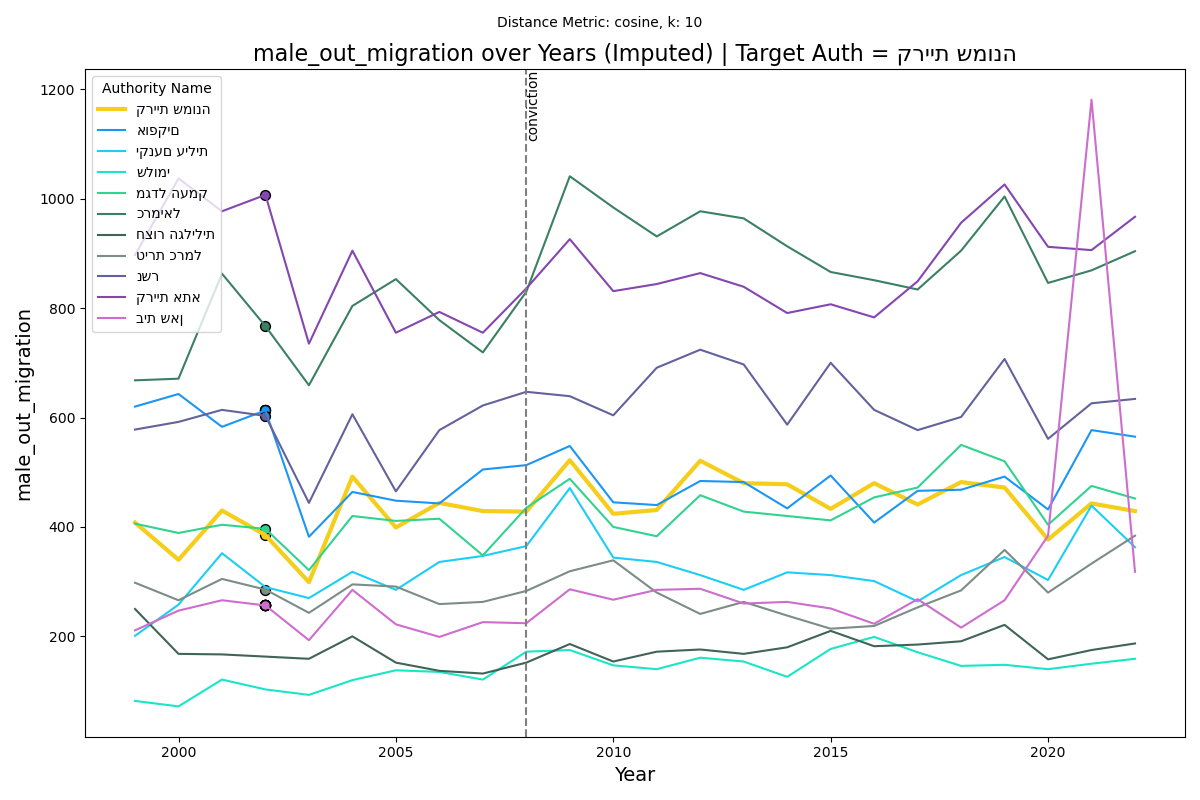 Distance Metric: cosine, k: 10
male_out_migration over Years (Imputed) | Target Auth = קריית שמונה
Authority Name
קריית שמונה
אופקים
יקנעם עילית
שלומי
מגדל העמק
כרמיאל
חצור הגלילית
טירת כרמל
נשר
קריית אתא
בית שאן
conviction
male_out_migration
1200
1000
800
600
400
200
2000
2005
2010
2015
2020
Year